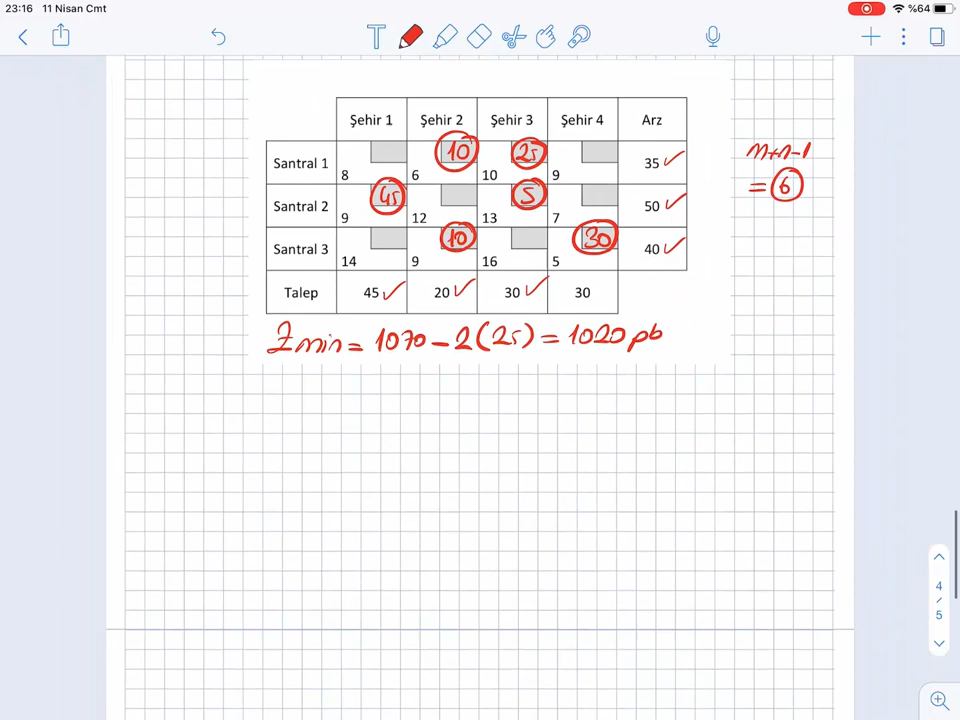 23:16 11 Nisan Cmt %64
Şehir 1 Şehir 2 Şehir 3 Şehir 4 Arz
Santral 1 8 6 10 10 25 9 35 ✓
Santral 2 9 45 12 13 5 7 50 ✓
Santral 3 14 9 10 16 5 30 40 ✓
Talep 45 ✓ 20 ✓ 30 ✓ 30
m+n-1
= 6
Zmin = 1070 - 2(25) = 1020 pb
4
/
5